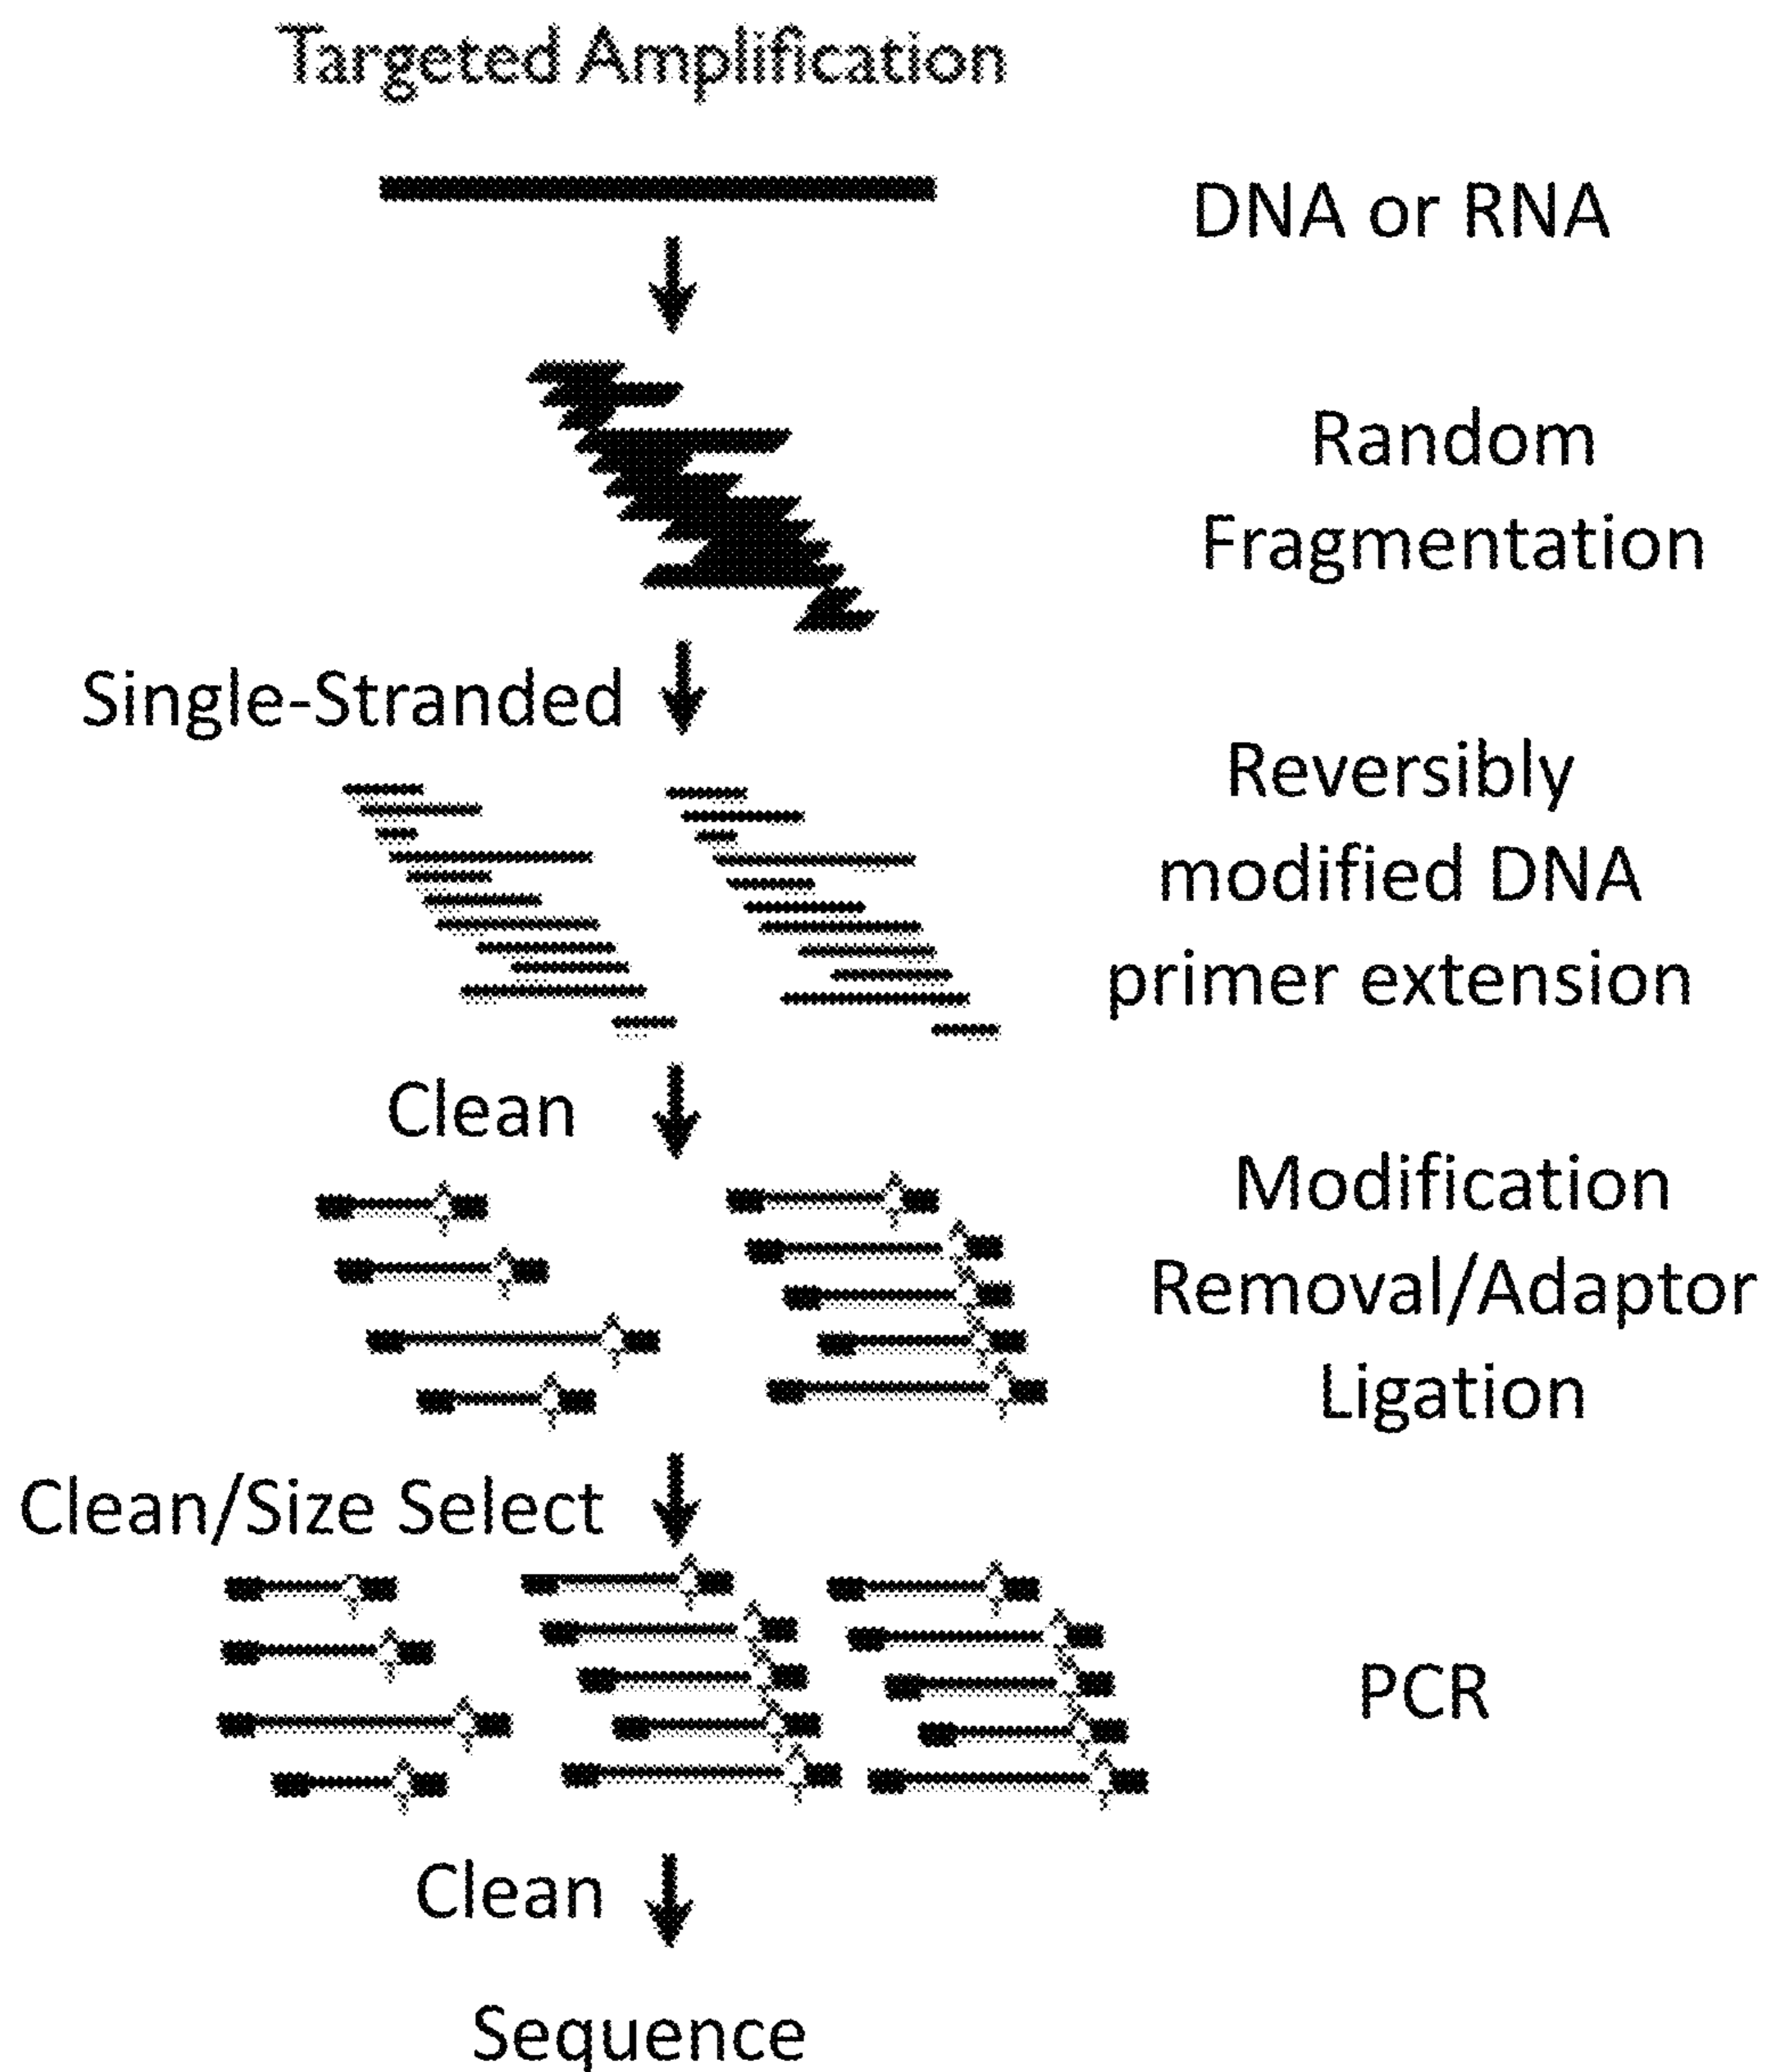 Targeted Amplification
DNA or RNA
Random
Fragmentation
Single-Stranded
Reversibly
modified DNA
primer extension
Clean
Modification
Removal/Adaptor
Ligation
Clean/Size Select
PCR
Clean
Sequence